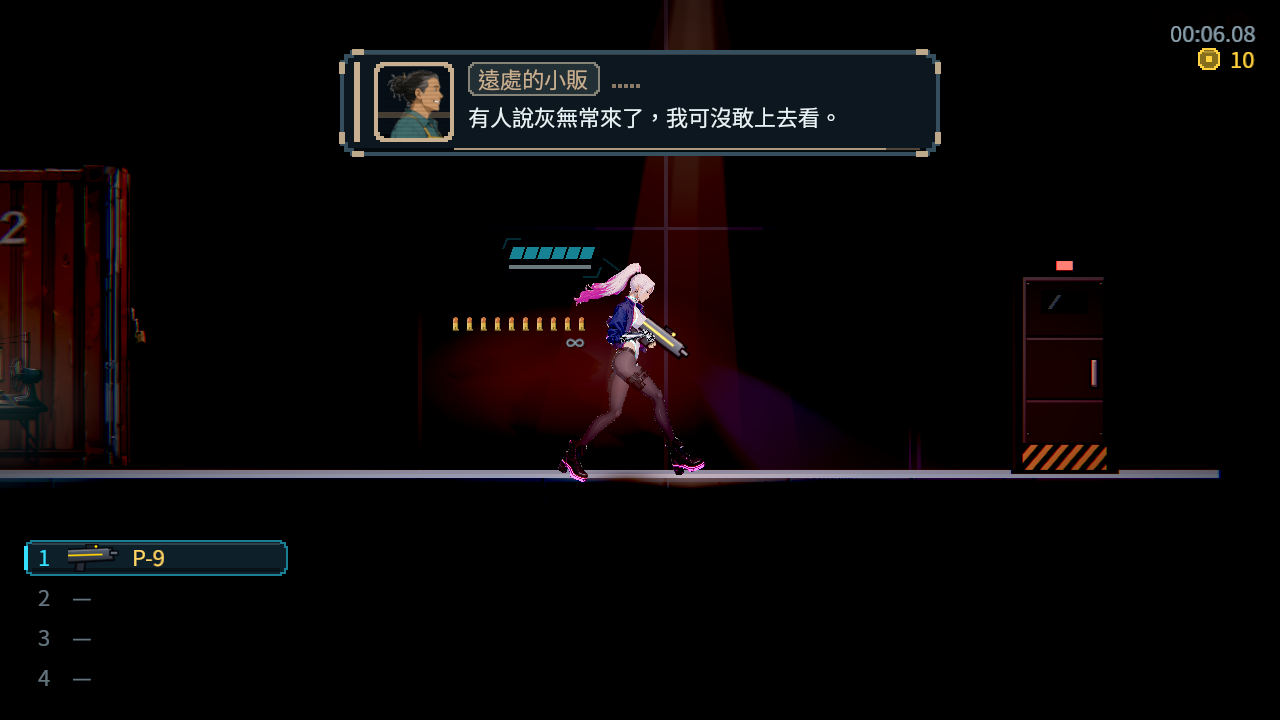 00:06.08
10
遠處的小販 .....
有人說灰無常來了，我可沒敢上去看。
2
∞
1 P-9
2 —
3 —
4 —